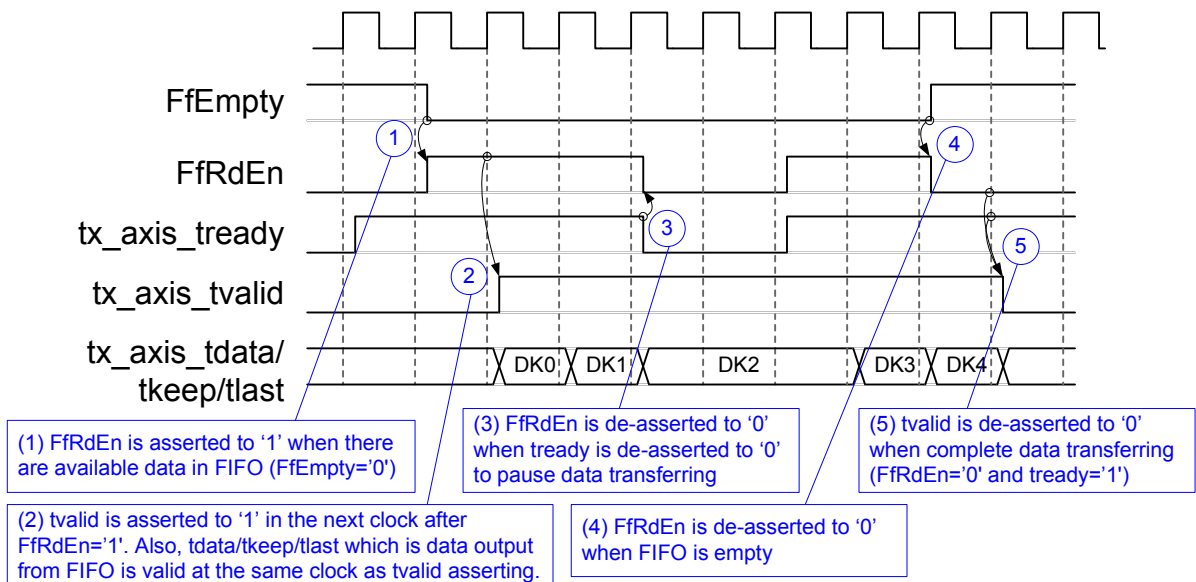 FfEmpty
1
4
FfRdEn
tx_axis_tready
3
5
2
tx_axis_tvalid
tx_axis_tdata/
tkeep/tlast
DK0 DK1 DK2 DK3 DK4
(1) FfRdEn is asserted to ‘1’ when there
are available data in FIFO (FfEmpty=’0')
(3) FfRdEn is de-asserted to ‘0’
when tready is de-asserted to ‘0’
to pause data transferring
(5) tvalid is de-asserted to ‘0’
when complete data transferring
(FfRdEn=’0' and tready=’1')
(2) tvalid is asserted to ‘1’ in the next clock after
FfRdEn=’1'. Also, tdata/tkeep/tlast which is data output
from FIFO is valid at the same clock as tvalid asserting.
(4) FfRdEn is de-asserted to ‘0’
when FIFO is empty